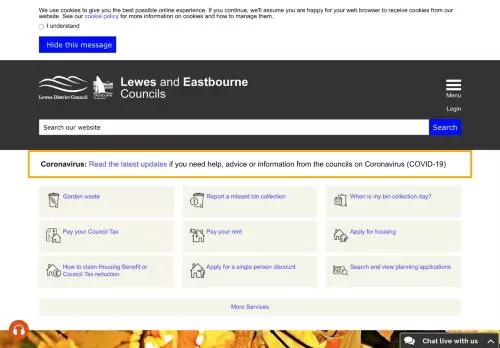 We use cookies to give you the best possible online experience. If you continue, we'll assume you are happy for your web browser to receive cookies from our
website. See our cookie policy for more information on cookies and how to manage them.
I understand
Hide this message
Lewes District Council
Lewes and Eastbourne
Councils
Menu
Login
Search our website
Search
Coronavirus: Read the latest updates if you need help, advice or information from the councils on Coronavirus (COVID-19)
Garden waste
Report a missed bin collection
When is my bin collection day?
Pay your Council Tax
Pay your rent
Apply for housing
How to claim Housing Benefit or
Council Tax reduction
Apply for a single person discount
Search and view planning applications
More Services
Chat live with us